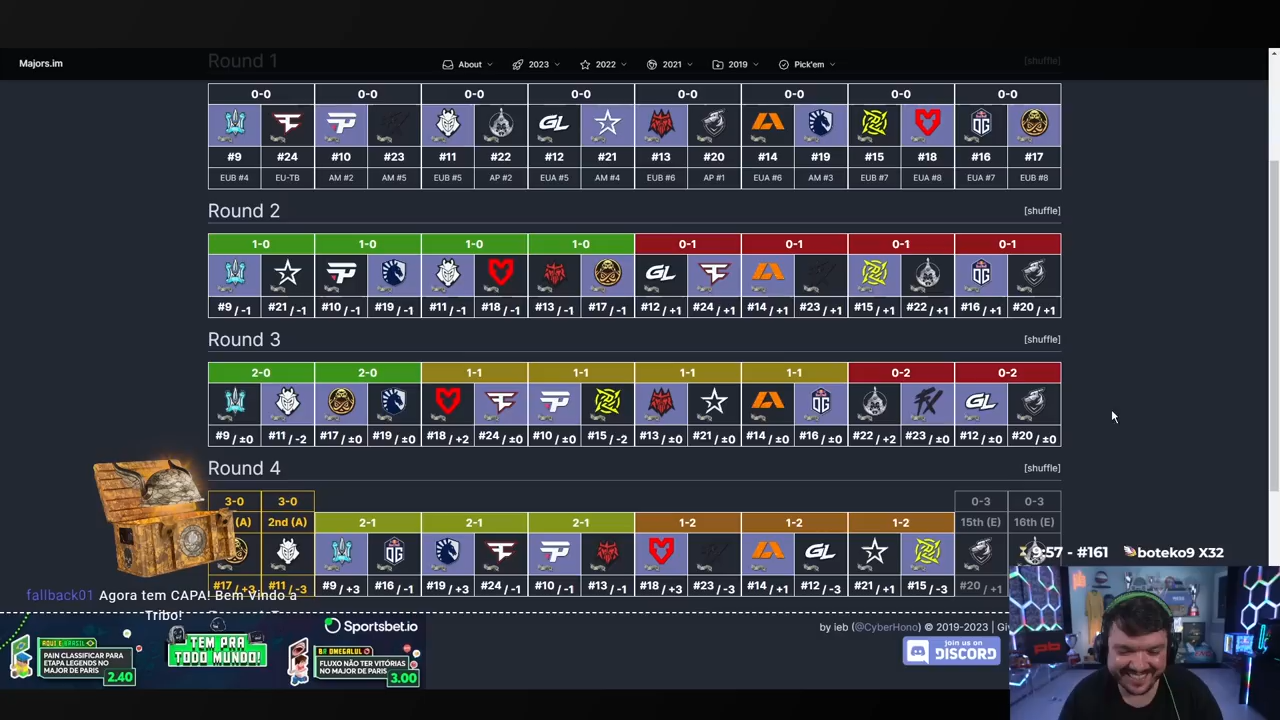 Majors.im
About
2023
2022
2021
2019
Pick'em
Round 1
[shuffle]
0-0 0-0 0-0 0-0 0-0 0-0 0-0 0-0
#9 #24 #10 #23 #11 #22 #12 #21 #13 #20 #14 #19 #15 #18 #16 #17
EUB #4 EU-TB AM #2 AM #5 EUB #5 AP #2 EUA #5 AM #4 EUB #6 AP #1 EUA #6 AM #3 EUB #7 EUA #8 EUA #7 EUB #8
Round 2
[shuffle]
1-0 1-0 1-0 1-0 0-1 0-1 0-1 0-1
#9 / -1 #21 / -1 #10 / -1 #19 / -1 #11 / -1 #18 / -1 #13 / -1 #17 / -1 #12 / +1 #24 / +1 #14 / +1 #23 / +1 #15 / +1 #22 / +1 #16 / +1 #20 / +1
Round 3
[shuffle]
2-0 2-0 1-1 1-1 1-1 1-1 0-2 0-2
#9 / ±0 #11 / -2 #17 / ±0 #19 / ±0 #18 / +2 #24 / ±0 #10 / ±0 #15 / -2 #13 / ±0 #21 / ±0 #14 / ±0 #16 / ±0 #22 / +2 #23 / ±0 #12 / ±0 #20 / ±0
Round 4
[shuffle]
3-0 3-0 0-3 0-3
(A) 2nd (A) 2-1 2-1 2-1 1-2 1-2 1-2 15th (E) 16th (E)
#17 / +3 #11 / -2 #9 / +3 #16 / -1 #19 / +3 #24 / -1 #10 / -1 #13 / -1 #18 / +3 #23 / -3 #14 / +1 #12 / -3 #21 / +1 #15 / -3 #20 / +1
9:57 - #161 boteko9 X32
fallback01 Agora tem CAPA! Bem vindo a
Tribo!
by ieb (@CyberHono) © 2019-2023 | Gi
Sportsbet.io
AQUI É BRASIL
PAIN CLASSIFICAR PARA
ETAPA LEGENDS NO
MAJOR DE PARIS
2.40
TEM PRA
TODO MUNDO!
OMEGALUL
FLUXO NÃO TER VITÓRIAS
NO MAJOR DE PARIS
3.00
join us on
DISCORD